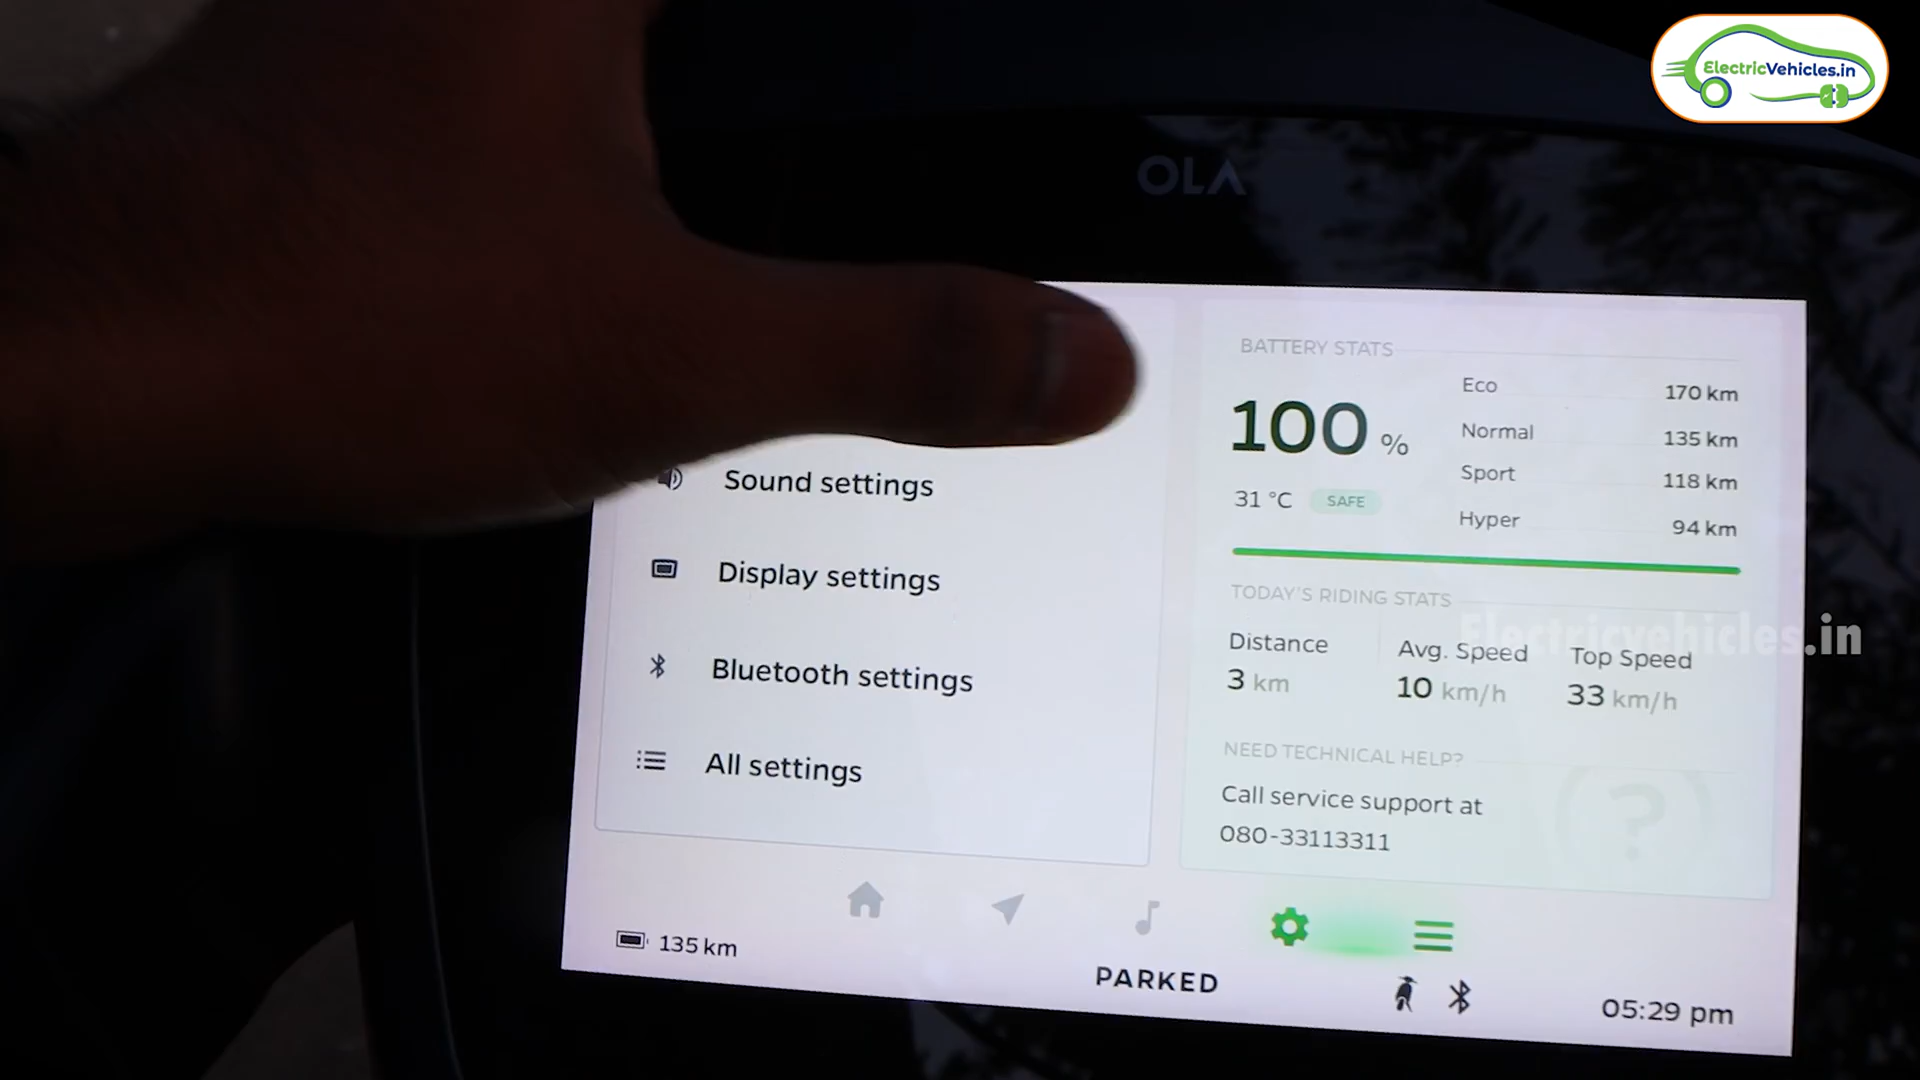 ElectricVehicles.in
OLA
Sound settings
Display settings
Bluetooth settings
All settings
BATTERY STATS
100 %
31 °C SAFE
Eco 170 km
Normal 135 km
Sport 118 km
Hyper 94 km
TODAY'S RIDING STATS
Electricvehicles.in
Distance
3 km
Avg. Speed
10 km/h
Top Speed
33 km/h
NEED TECHNICAL HELP?
Call service support at
080-33113311
?
135 km
PARKED
05:29 pm